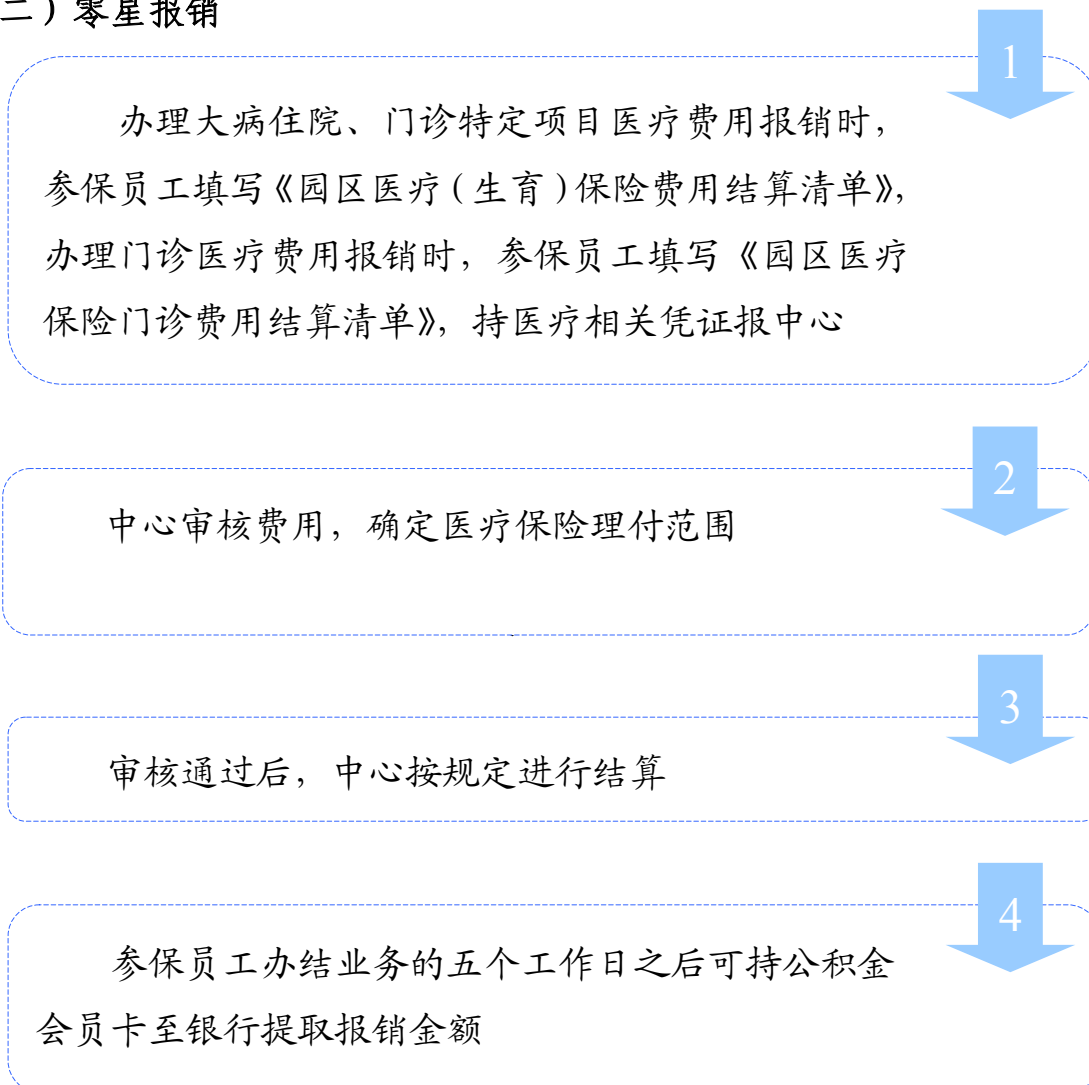 二）零星报销
1
办理大病住院、门诊特定项目医疗费用报销时，
参保员工填写《园区医疗（生育）保险费用结算清单》，
办理门诊医疗费用报销时，参保员工填写《园区医疗
保险门诊费用结算清单》，持医疗相关凭证报中心
2
中心审核费用，确定医疗保险理付范围
3
审核通过后，中心按规定进行结算
4
参保员工办结业务的五个工作日之后可持公积金
会员卡至银行提取报销金额